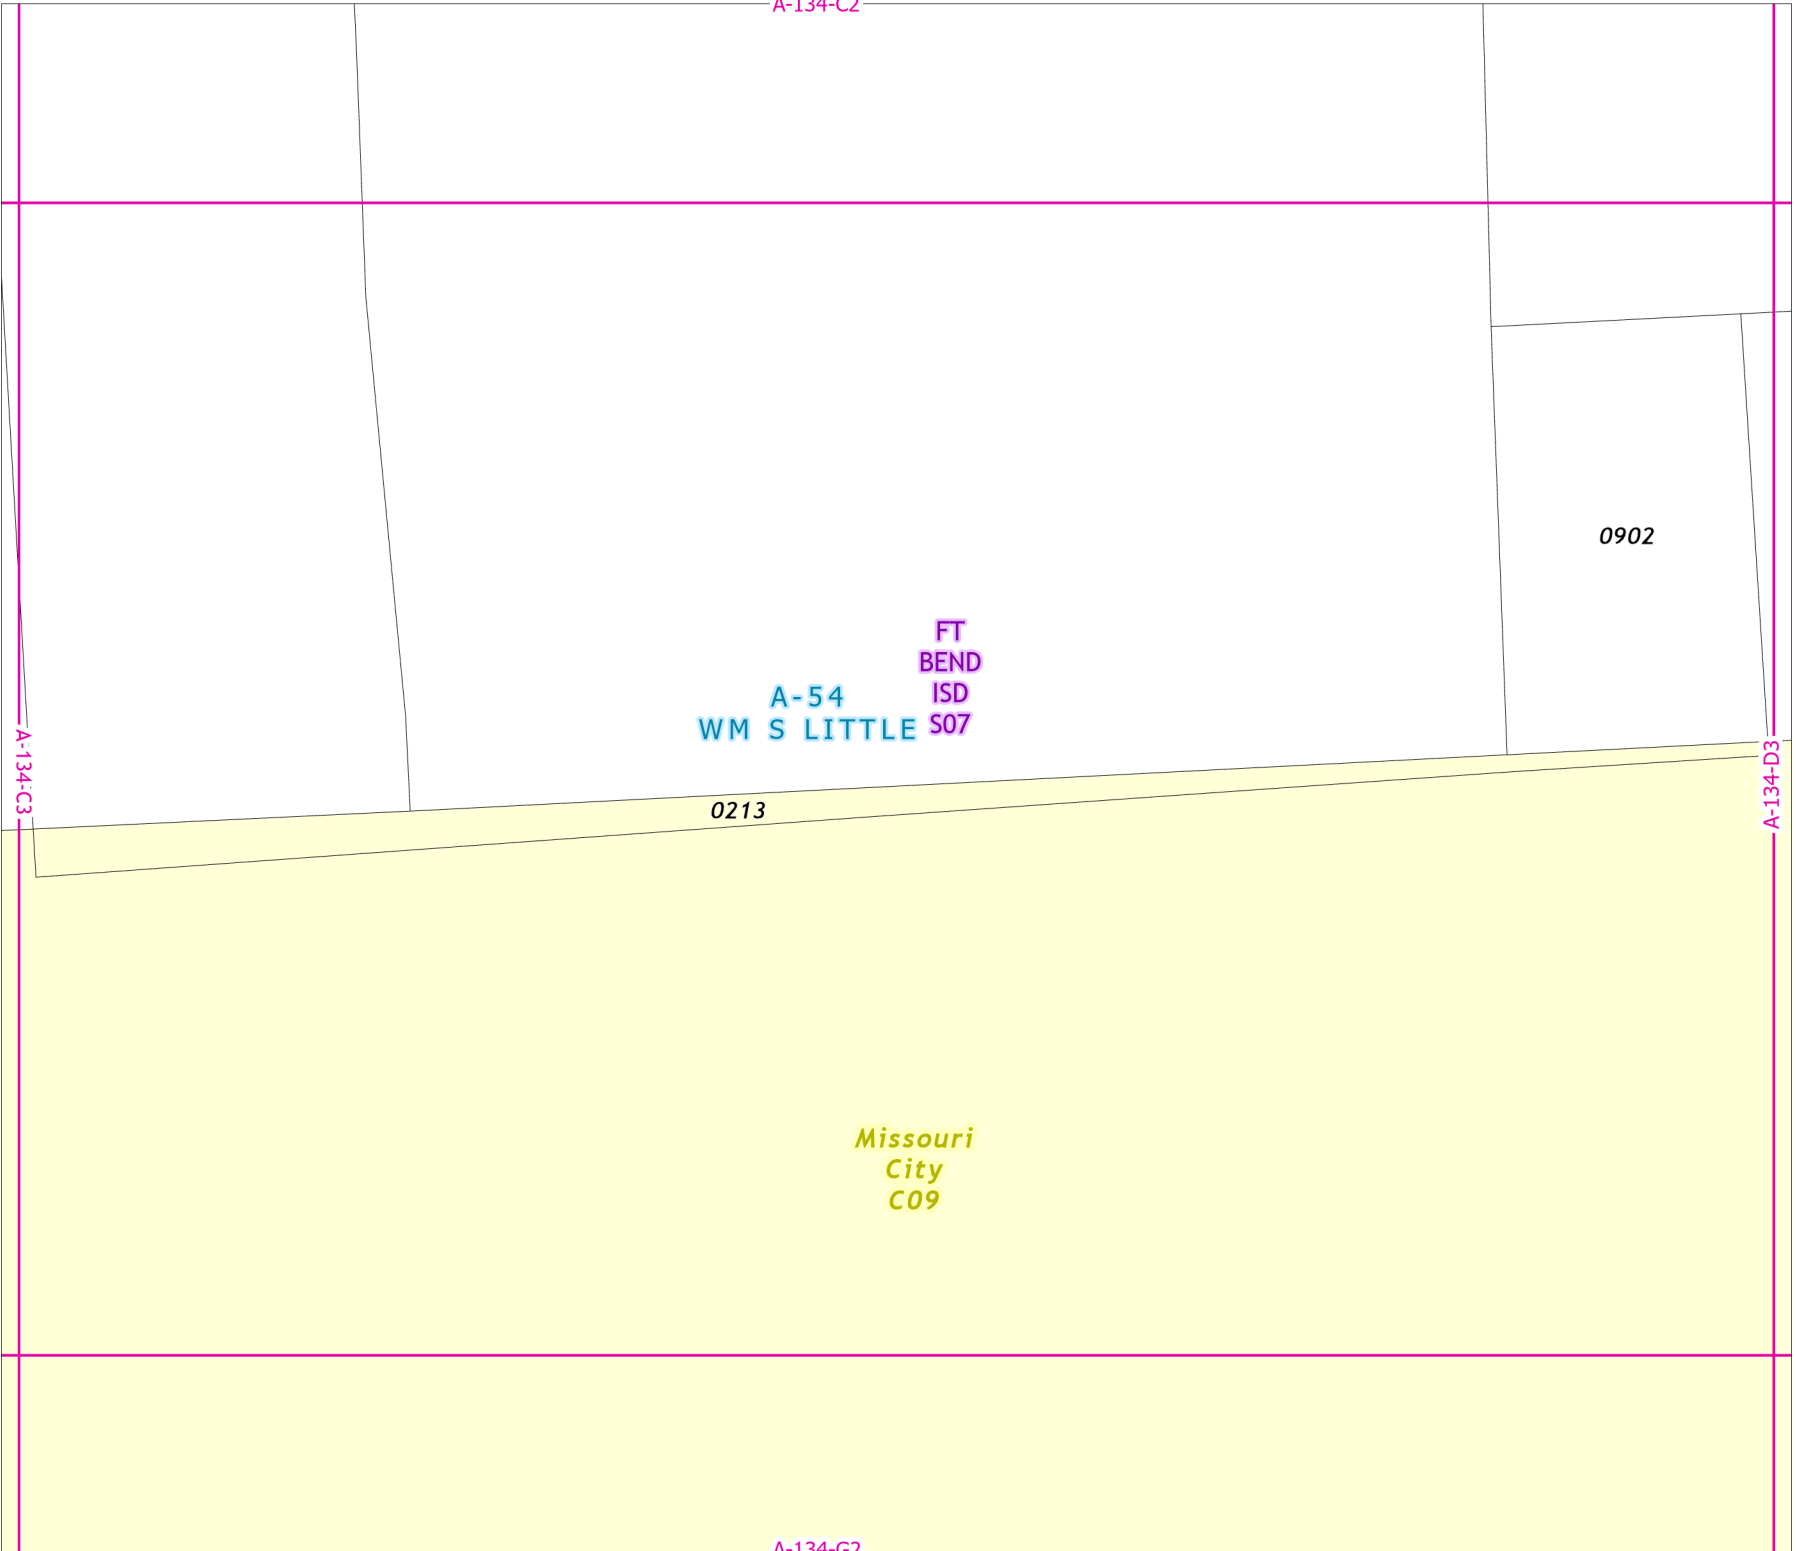 A-134-C2
0902
FT
BEND
ISD
S07
A-54
WM S LITTLE
A-134-C3
A-134-D3
0213
Missouri
City
C09
A-134-G2